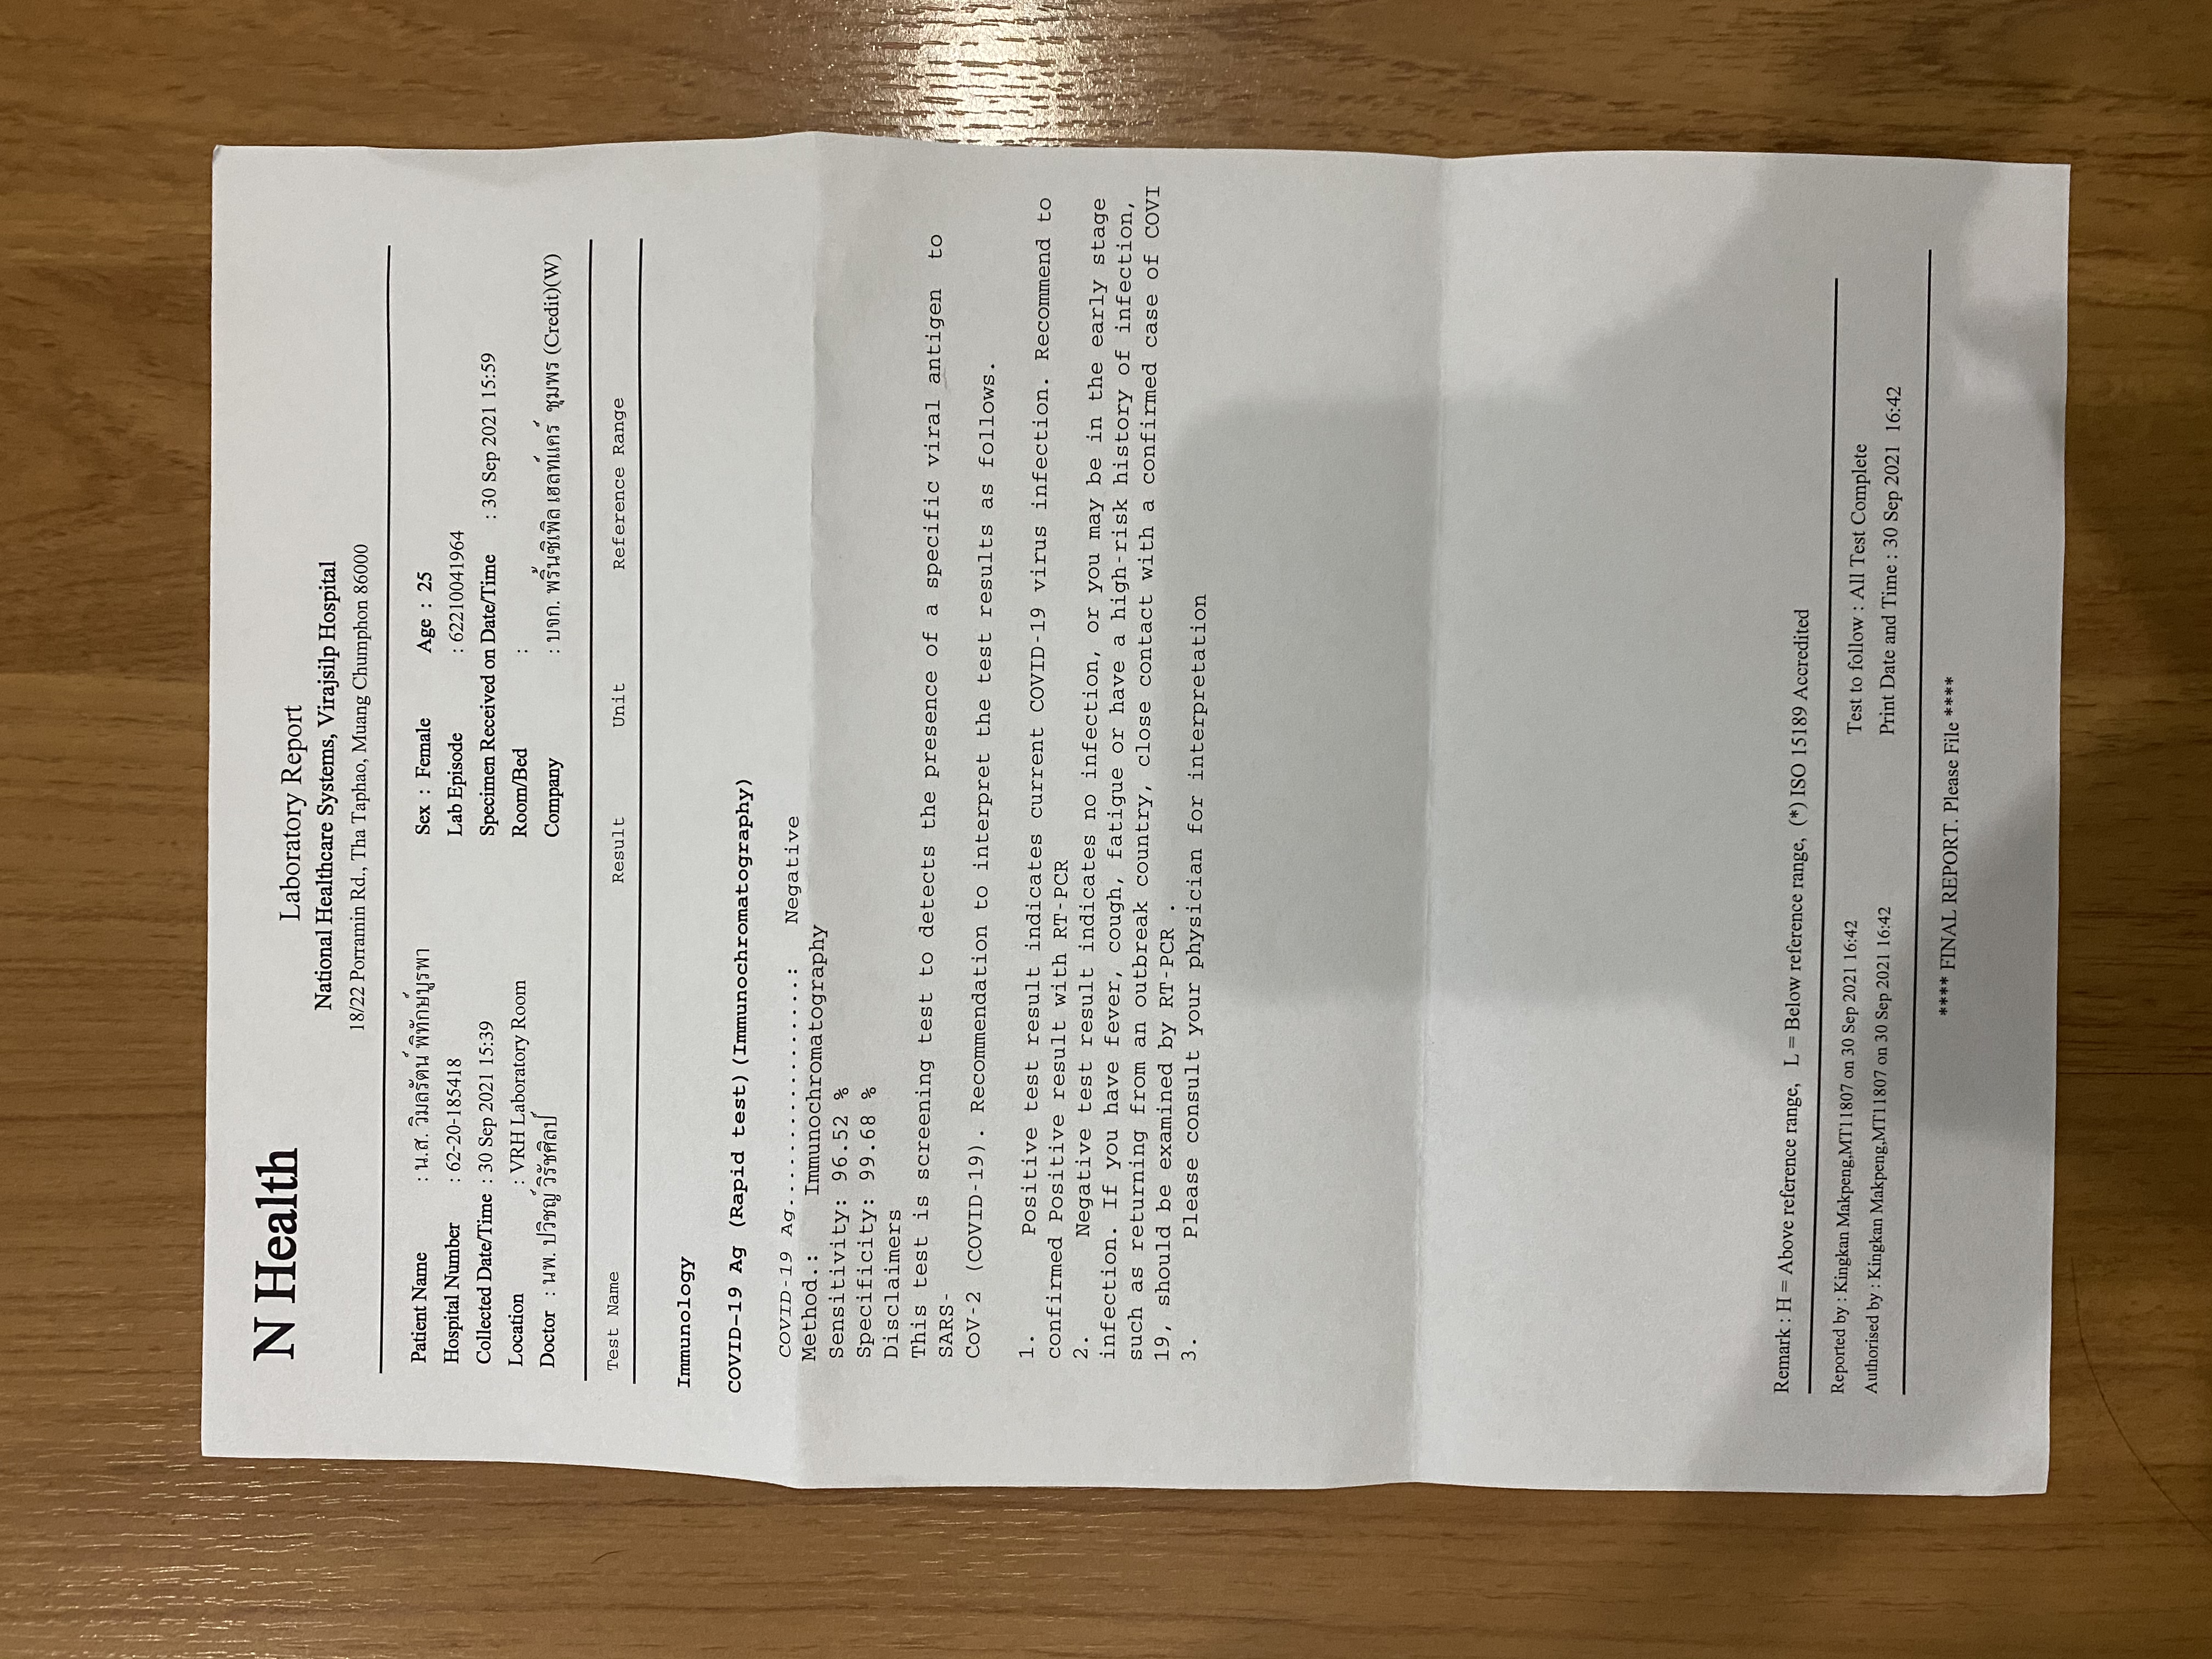 N Health
Laboratory Report
National Healthcare Systems, Virajsilp Hospital
18/22 Porramin Rd., Tha Taphao, Muang Chumphon 86000
Patient Name : น.ส. วิมลรัตน์ พิทักษ์บูรพา Sex : Female Age : 25
Hospital Number : 62-20-185418 Lab Episode : 62210041964
Collected Date/Time : 30 Sep 2021 15:39 Specimen Received on Date/Time : 30 Sep 2021 15:59
Location : VRH Laboratory Room Room/Bed :
Doctor : นพ. ปวิชญ์ วิรัชศิลป์ Company : บจก. พริ้นซิเพิล เฮลท์แคร์ ชุมพร (Credit)(W)
Test Name Result Unit Reference Range
Immunology
COVID-19 Ag (Rapid test)(Immunochromatography)
COVID-19 Ag.................: Negative
Method.: Immunochromatography
Sensitivity: 96.52 %
Specificity: 99.68 %
Disclaimers
This test is screening test to detects the presence of a specific viral antigen to
SARS-
CoV-2 (COVID-19). Recommendation to interpret the test results as follows.
1. Positive test result indicates current COVID-19 virus infection. Recommend to
confirmed Positive result with RT-PCR
2. Negative test result indicates no infection, or you may be in the early stage
infection. If you have fever, cough, fatigue or have a high-risk history of infection,
such as returning from an outbreak country, close contact with a confirmed case of COVI
19, should be examined by RT-PCR .
3. Please consult your physician for interpretation
Remark : H = Above reference range, L = Below reference range, (*) ISO 15189 Accredited
Reported by : Kingkan Makpeng,MT11807 on 30 Sep 2021 16:42 Test to follow : All Test Complete
Authorised by : Kingkan Makpeng,MT11807 on 30 Sep 2021 16:42 Print Date and Time : 30 Sep 2021 16:42
**** FINAL REPORT. Please File ****